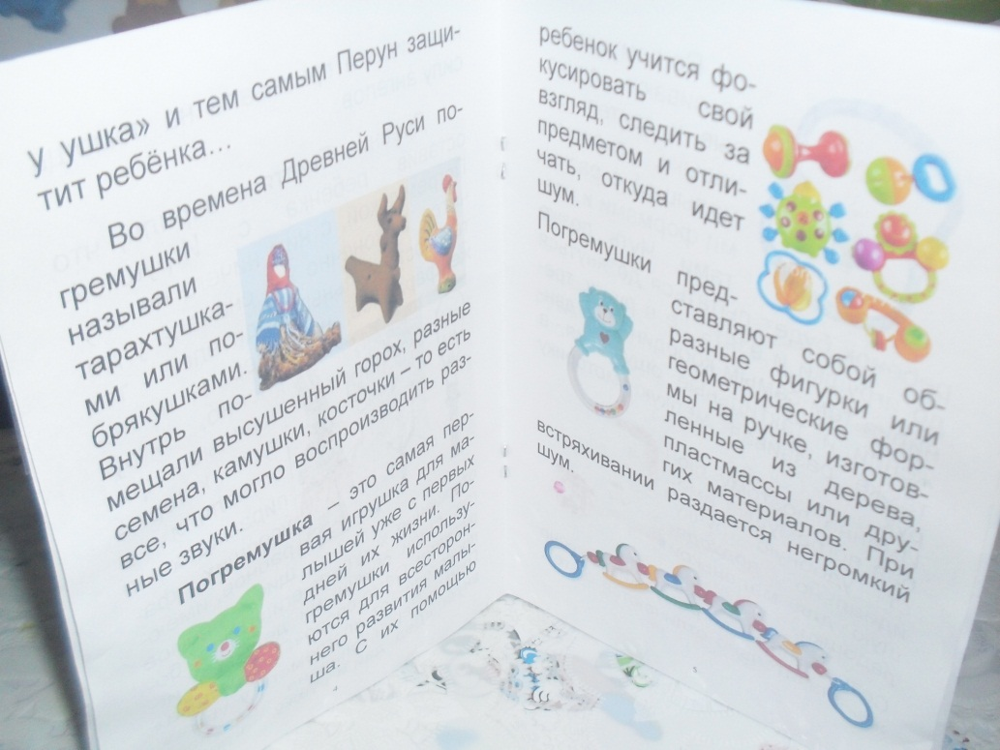 у ушка» и тем самым Перун защи-
тит ребёнка...
Во времена Древней Руси по-
гремушки
называли
тарахтушка-
ми или по-
брякушками.
Внутрь по-
мещали высушенный горох, разные
семена, камушки, косточки – то есть
все, что могло воспроизводить раз-
ные звуки.
Погремушка – это самая пер-
вая игрушка для ма-
лышей уже с первых
дней их жизни. По-
гремушки использу-
ются для всесторон-
него развития малы-
ша. С их помощью
ребенок учится фо-
кусировать свой
взгляд, следить за
предметом и отли-
чать, откуда идет
шум.
Погремушки пред-
ставляют собой об-
разные фигурки или
геометрические фор-
мы на ручке, изготов-
ленные из дерева,
пластмассы или дру-
гих материалов. При
встряхивании раздается негромкий
шум.